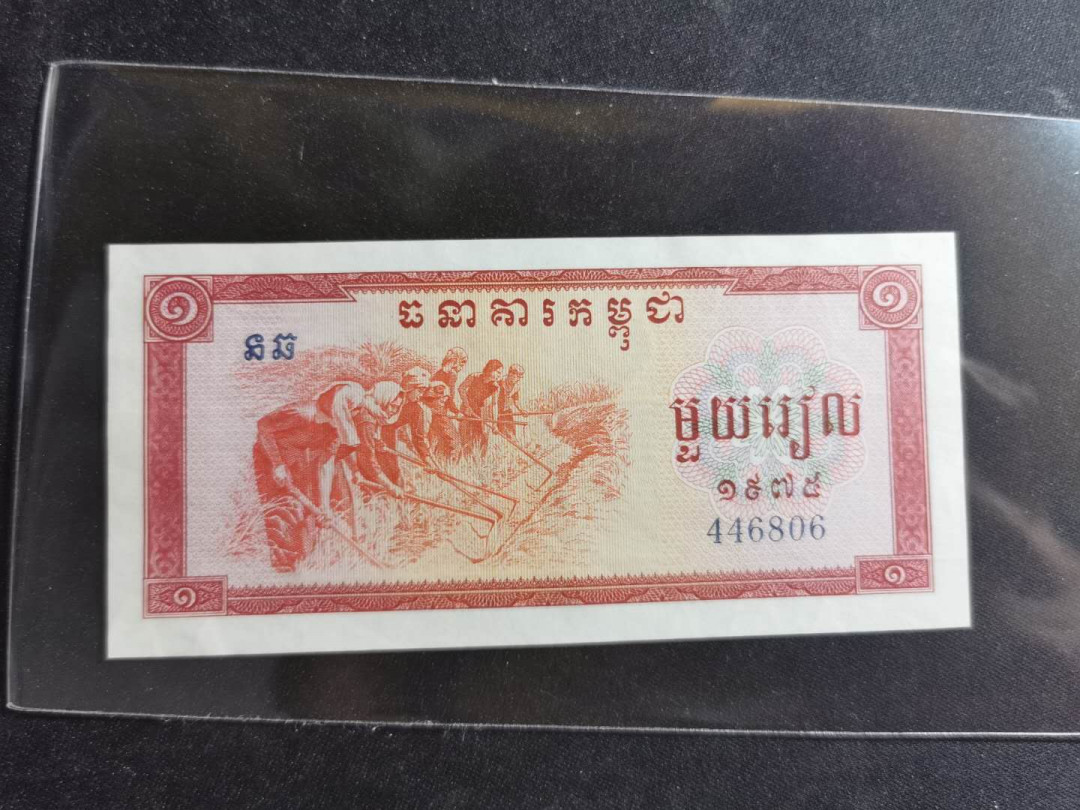 ១ ១
ធនាគារកម្ពុជា
នឆ
មួយរៀល
១៩៧៥
446806
១ ១